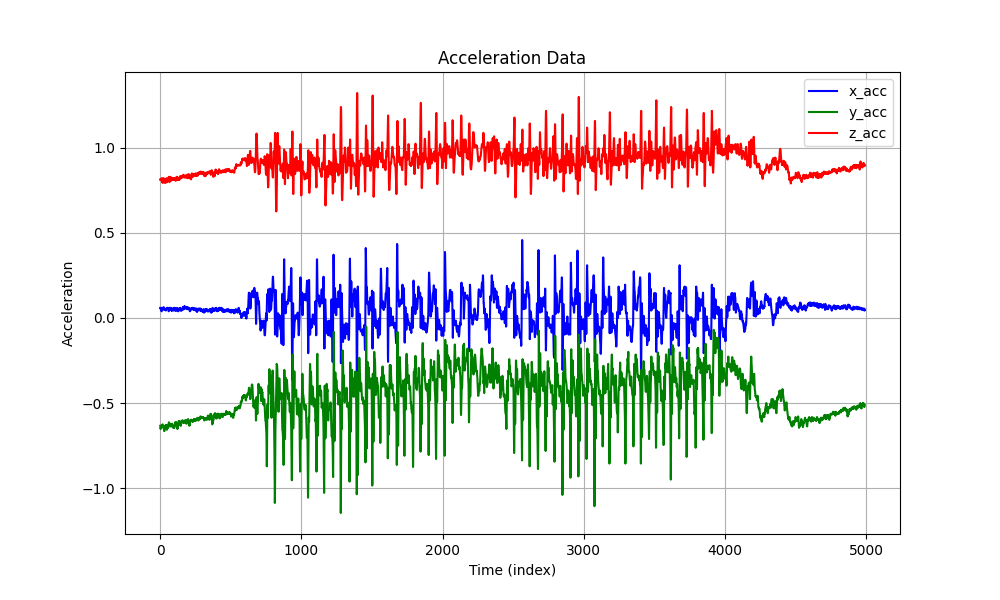 Acceleration Data
x_acc
y_acc
z_acc
Acceleration
1.0
0.5
0.0
−0.5
−1.0
0 1000 2000 3000 4000 5000
Time (index)